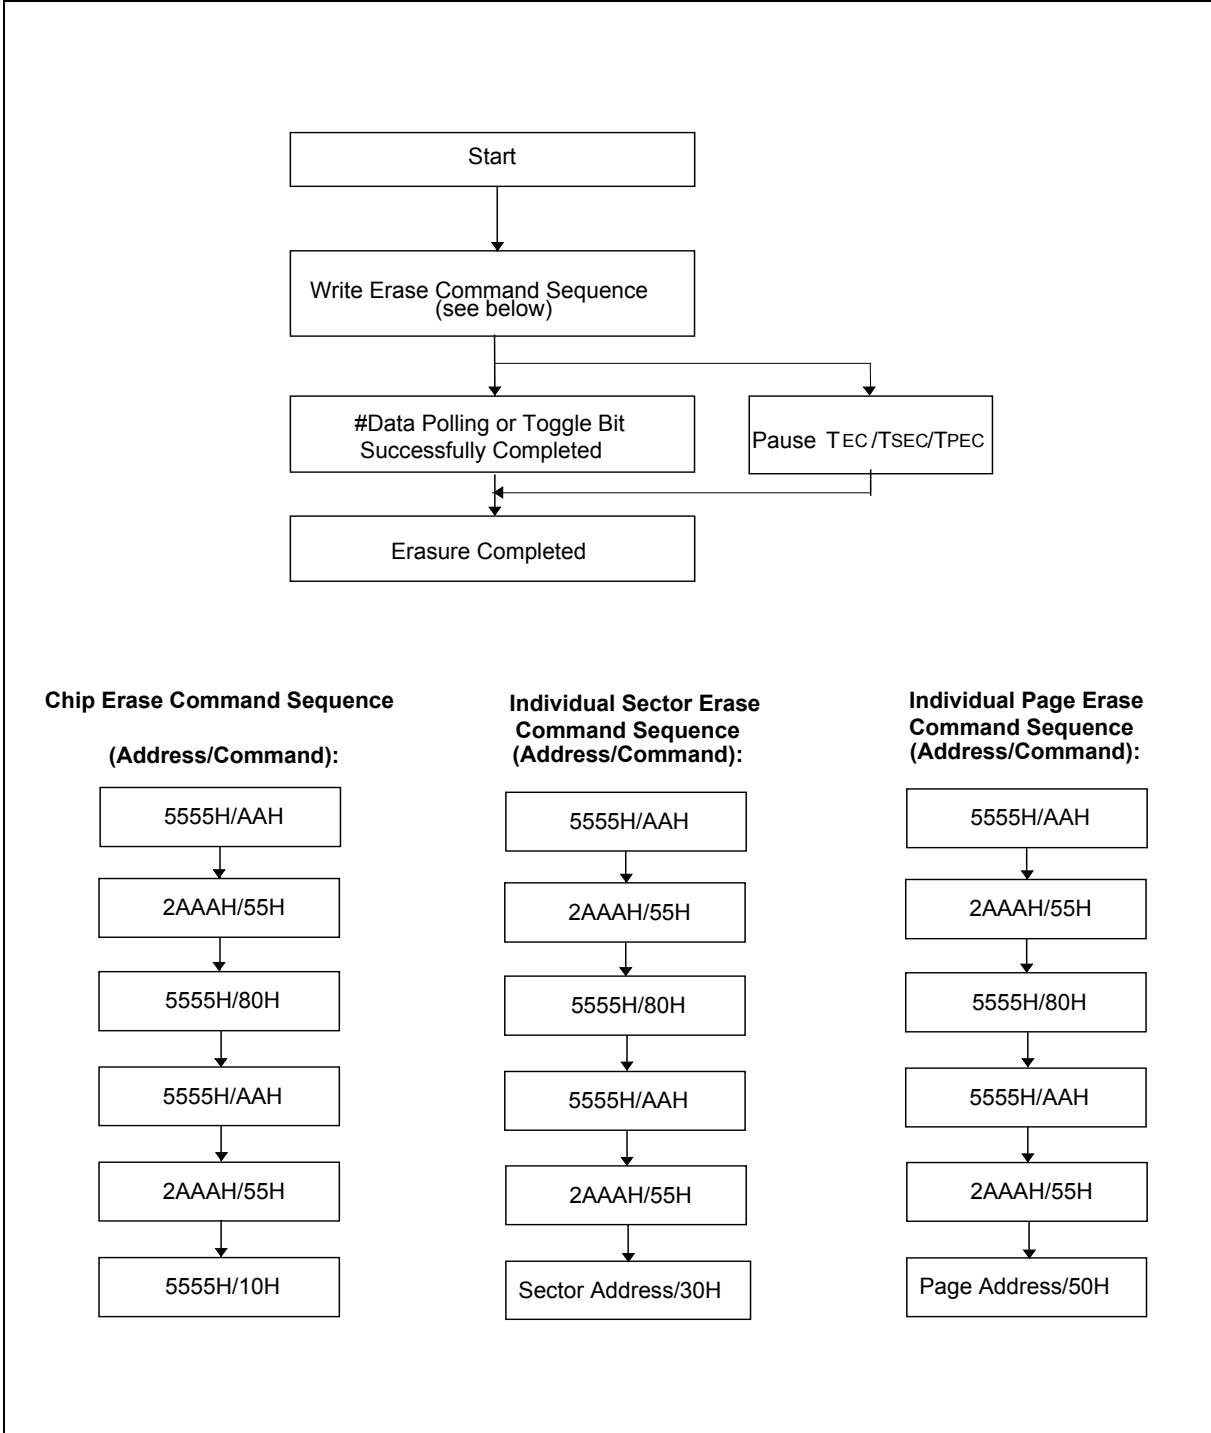 Start
Write Erase Command Sequence
(see below)
#Data Polling or Toggle Bit
Successfully Completed
Pause TEC/TSEC/TPEC
Erasure Completed
Chip Erase Command Sequence
(Address/Command):
5555H/AAH
2AAAH/55H
5555H/80H
5555H/AAH
2AAAH/55H
5555H/10H
Individual Sector Erase
Command Sequence
(Address/Command):
5555H/AAH
2AAAH/55H
5555H/80H
5555H/AAH
2AAAH/55H
Sector Address/30H
Individual Page Erase
Command Sequence
(Address/Command):
5555H/AAH
2AAAH/55H
5555H/80H
5555H/AAH
2AAAH/55H
Page Address/50H